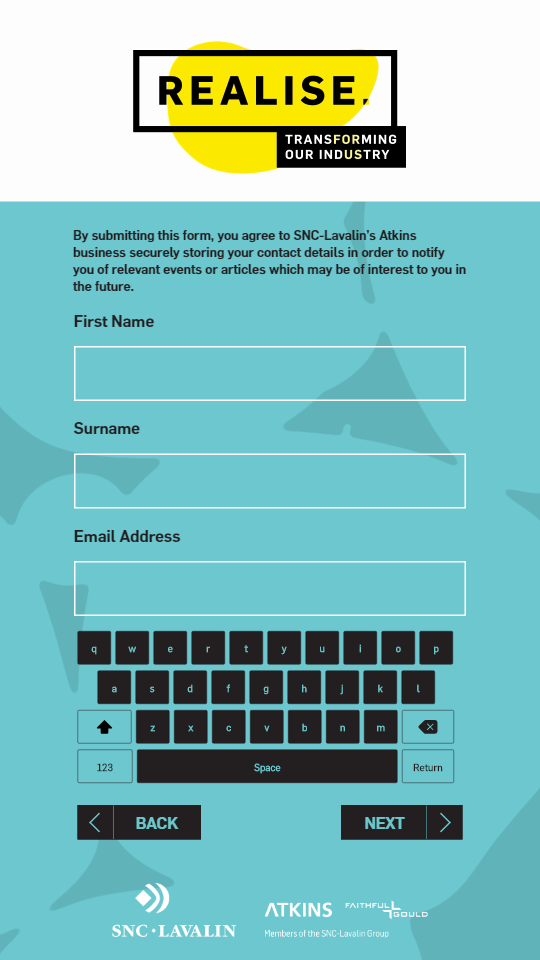 REALISE.
TRANSFORMING
OUR INDUSTRY
By submitting this form, you agree to SNC-Lavalin's Atkins
business securely storing your contact details in order to notify
you of relevant events or articles which may be of interest to you in
the future.
First Name
Surname
Email Address
q w e r t y u i o p
a s d f g h j k l
z x c v b n m
123 Space Return
BACK NEXT
SNC·LAVALIN
ATKINS
FAITHFUL
GOULD
Members of the SNC-Lavalin Group